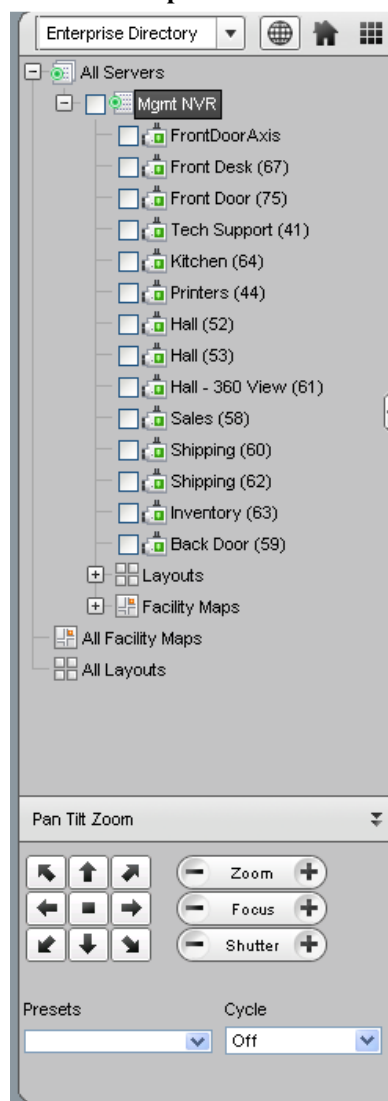 Enterprise Directory
All Servers
Mgmt NVR
FrontDoorAxis
Front Desk (67)
Front Door (75)
Tech Support (41)
Kitchen (64)
Printers (44)
Hall (52)
Hall (53)
Hall - 360 View (61)
Sales (58)
Shipping (60)
Shipping (62)
Inventory (63)
Back Door (59)
Layouts
Facility Maps
All Facility Maps
All Layouts
Pan Tilt Zoom
Zoom
Focus
Shutter
Presets Cycle
Off